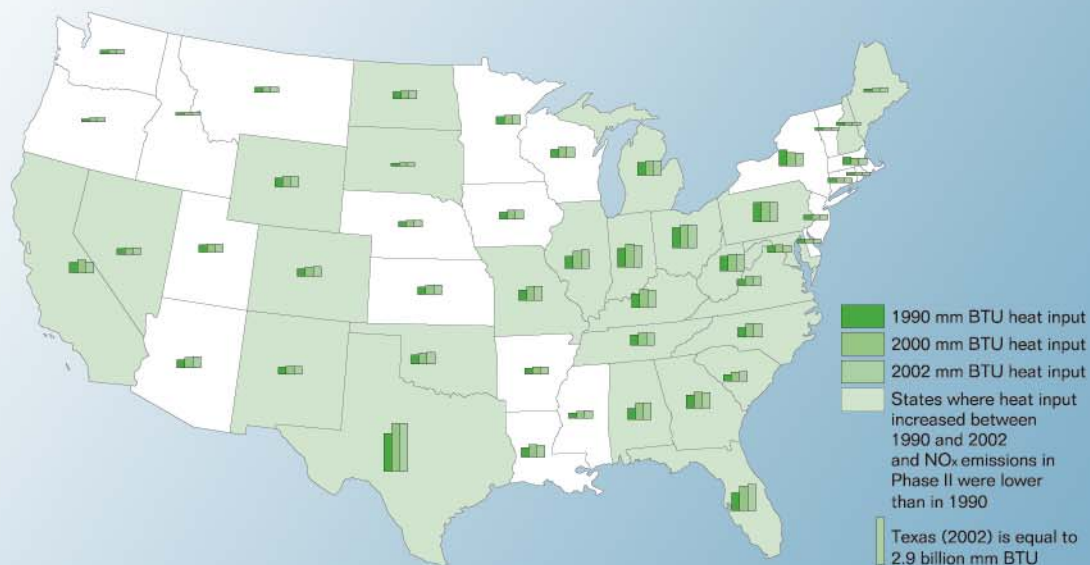 1990 mm BTU heat input
2000 mm BTU heat input
2002 mm BTU heat input
States where heat input
increased between
1990 and 2002
and NOx emissions in
Phase II were lower
than in 1990
Texas (2002) is equal to
2.9 billion mm BTU